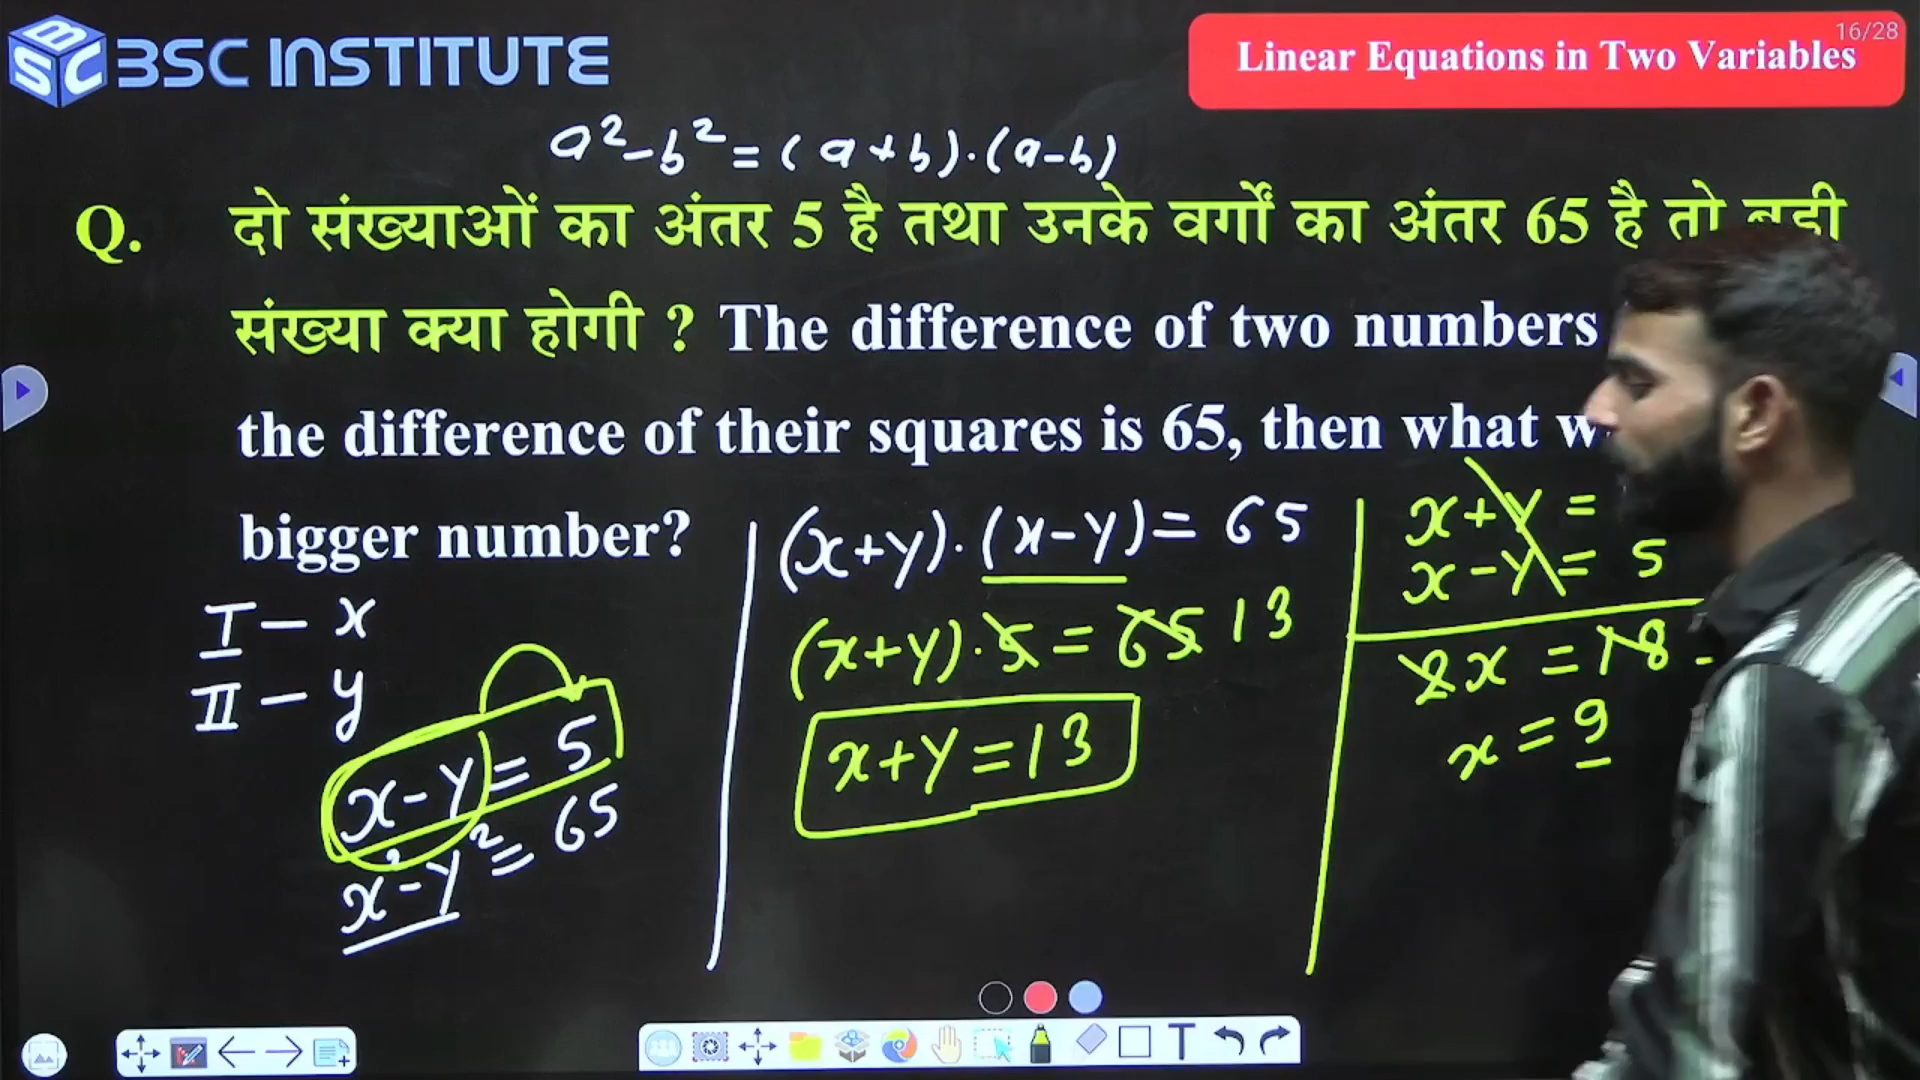 BSC INSTITUTE
16/28
Linear Equations in Two Variables
a²-b² = (a+b)·(a-b)
Q. दो संख्याओं का अंतर 5 है तथा उनके वर्गों का अंतर 65 है तो बड़ी
संख्या क्या होगी ? The difference of two numbers
the difference of their squares is 65, then what
bigger number?
I - x
II - y
x-y = 5
x²-y² = 65
(x+y)·(x-y) = 65
(x+y)·5 = 65 13
x+y = 13
x+y =
x-y = 5
2x = 18
x = 9